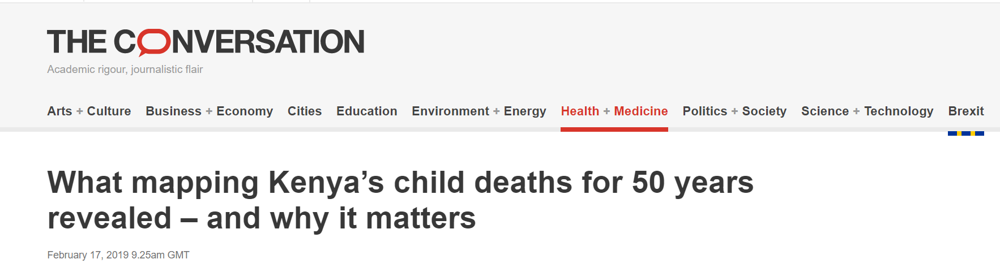 THE CONVERSATION
Academic rigour, journalistic flair
Arts + Culture Business + Economy Cities Education Environment + Energy Health + Medicine Politics + Society Science + Technology Brexit
What mapping Kenya’s child deaths for 50 years
revealed – and why it matters
February 17, 2019 9.25am GMT